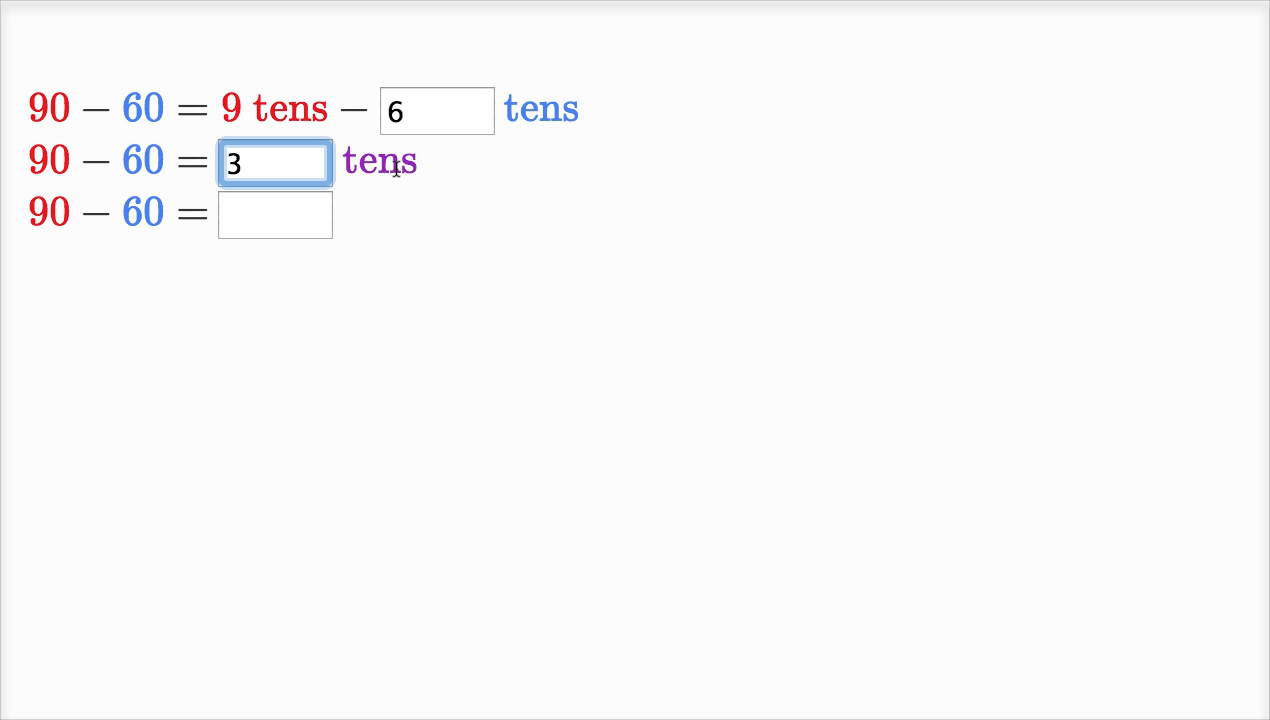 90 − 60 = 9 tens − 6 tens
90 − 60 = 3 tens
90 − 60 =